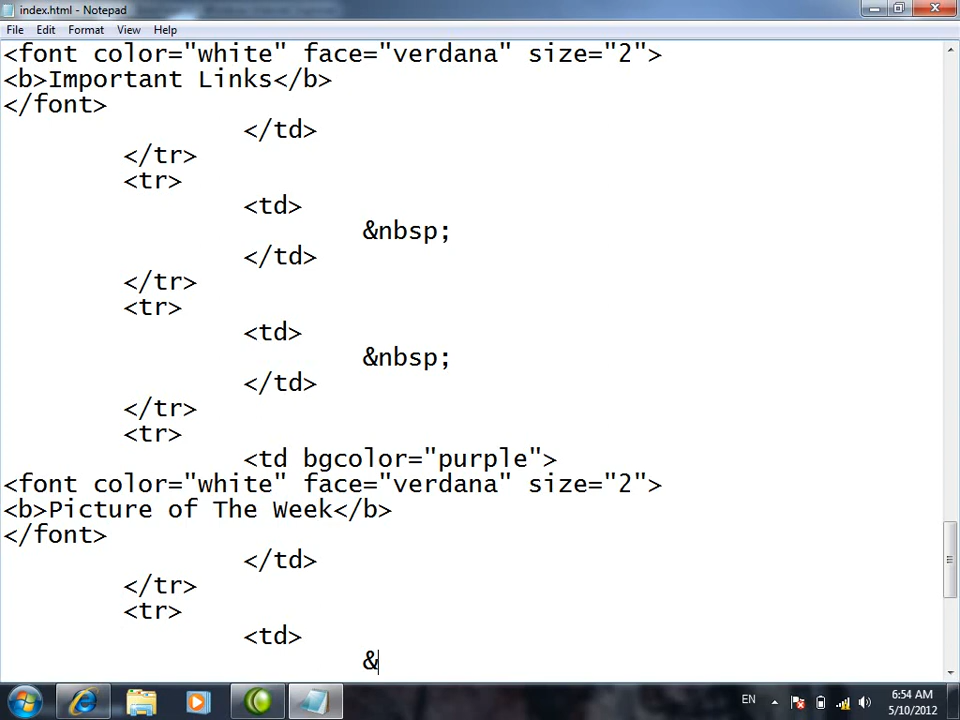 index.html - Notepad
File Edit Format View Help
<font color="white" face="verdana" size="2">
<b>Important Links</b>
</font>
</td>
</tr>
<tr>
<td>
&nbsp;
</td>
</tr>
<tr>
<td>
&nbsp;
</td>
</tr>
<tr>
<td bgcolor="purple">
<font color="white" face="verdana" size="2">
<b>Picture of The Week</b>
</font>
</td>
</tr>
<tr>
<td>
&
EN
6:54 AM
5/10/2012